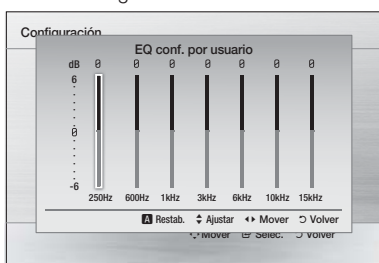 Configuración
EQ conf. por usuario
dB 0 0 0 0 0 0 0
6
0
-6
250Hz 600Hz 1kHz 3kHz 6kHz 10kHz 15kHz
A Restab. Ajustar Mover Volver
Mover Selec. Volver